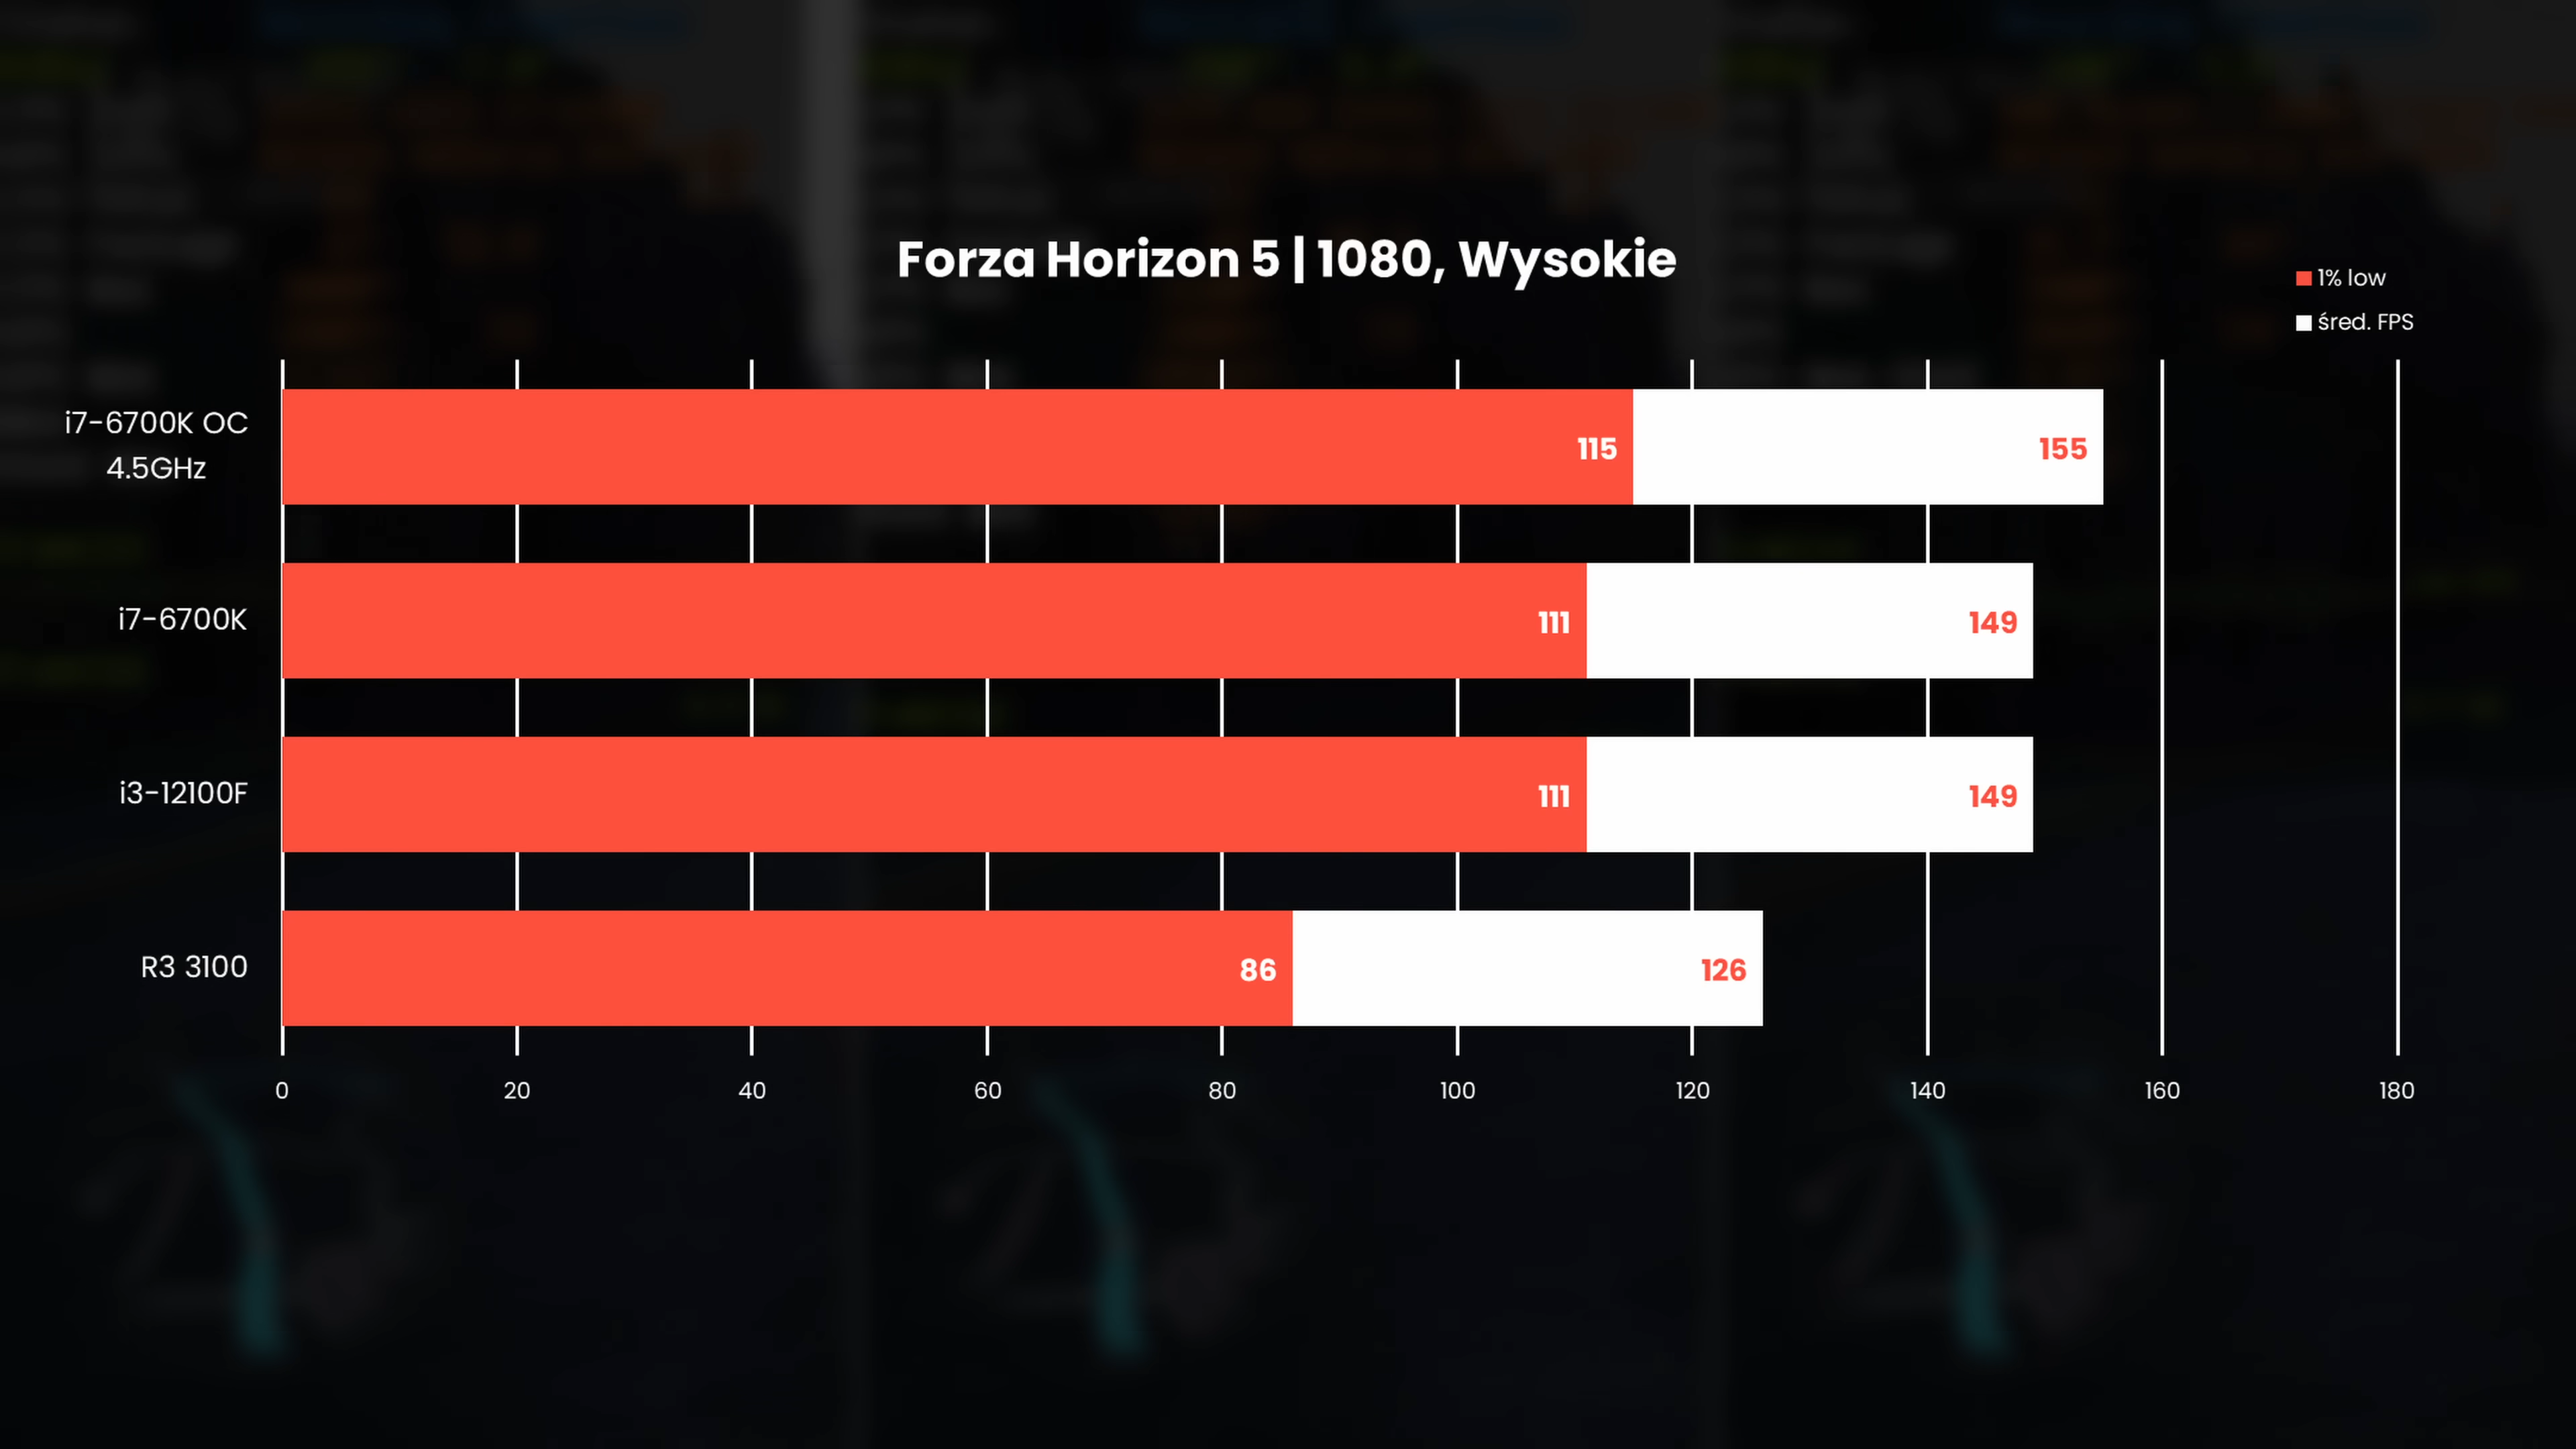 Forza Horizon 5 | 1080, Wysokie
1% low
śred. FPS
i7-6700K OC
4.5GHz
115
155
i7-6700K
111
149
i3-12100F
111
149
R3 3100
86
126
0 20 40 60 80 100 120 140 160 180